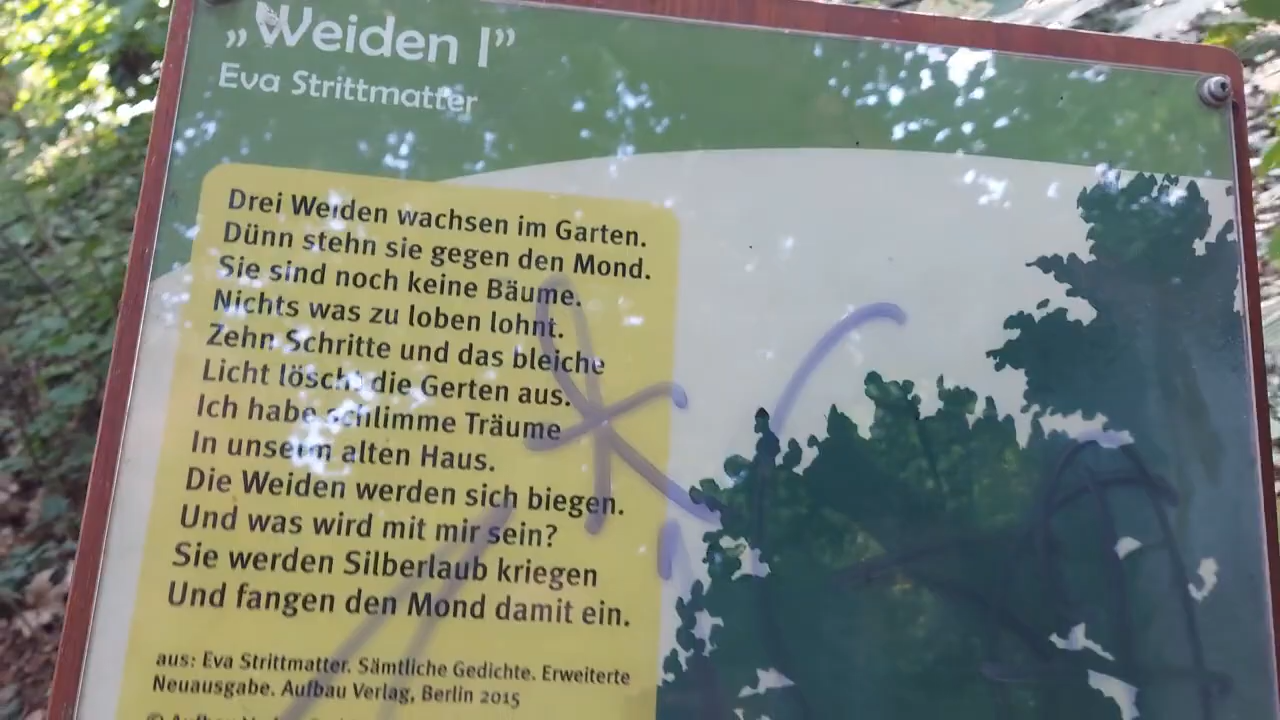 „Weiden I”
Eva Strittmatter
Drei Weiden wachsen im Garten.
Dünn stehn sie gegen den Mond.
Sie sind noch keine Bäume.
Nichts was zu loben lohnt.
Zehn Schritte und das bleiche
Licht löscht die Gerten aus.
Ich habe schlimme Träume
In unserm alten Haus.
Die Weiden werden sich biegen.
Und was wird mit mir sein?
Sie werden Silberlaub kriegen
Und fangen den Mond damit ein.
aus: Eva Strittmatter. Sämtliche Gedichte. Erweiterte
Neuausgabe. Aufbau Verlag, Berlin 2015